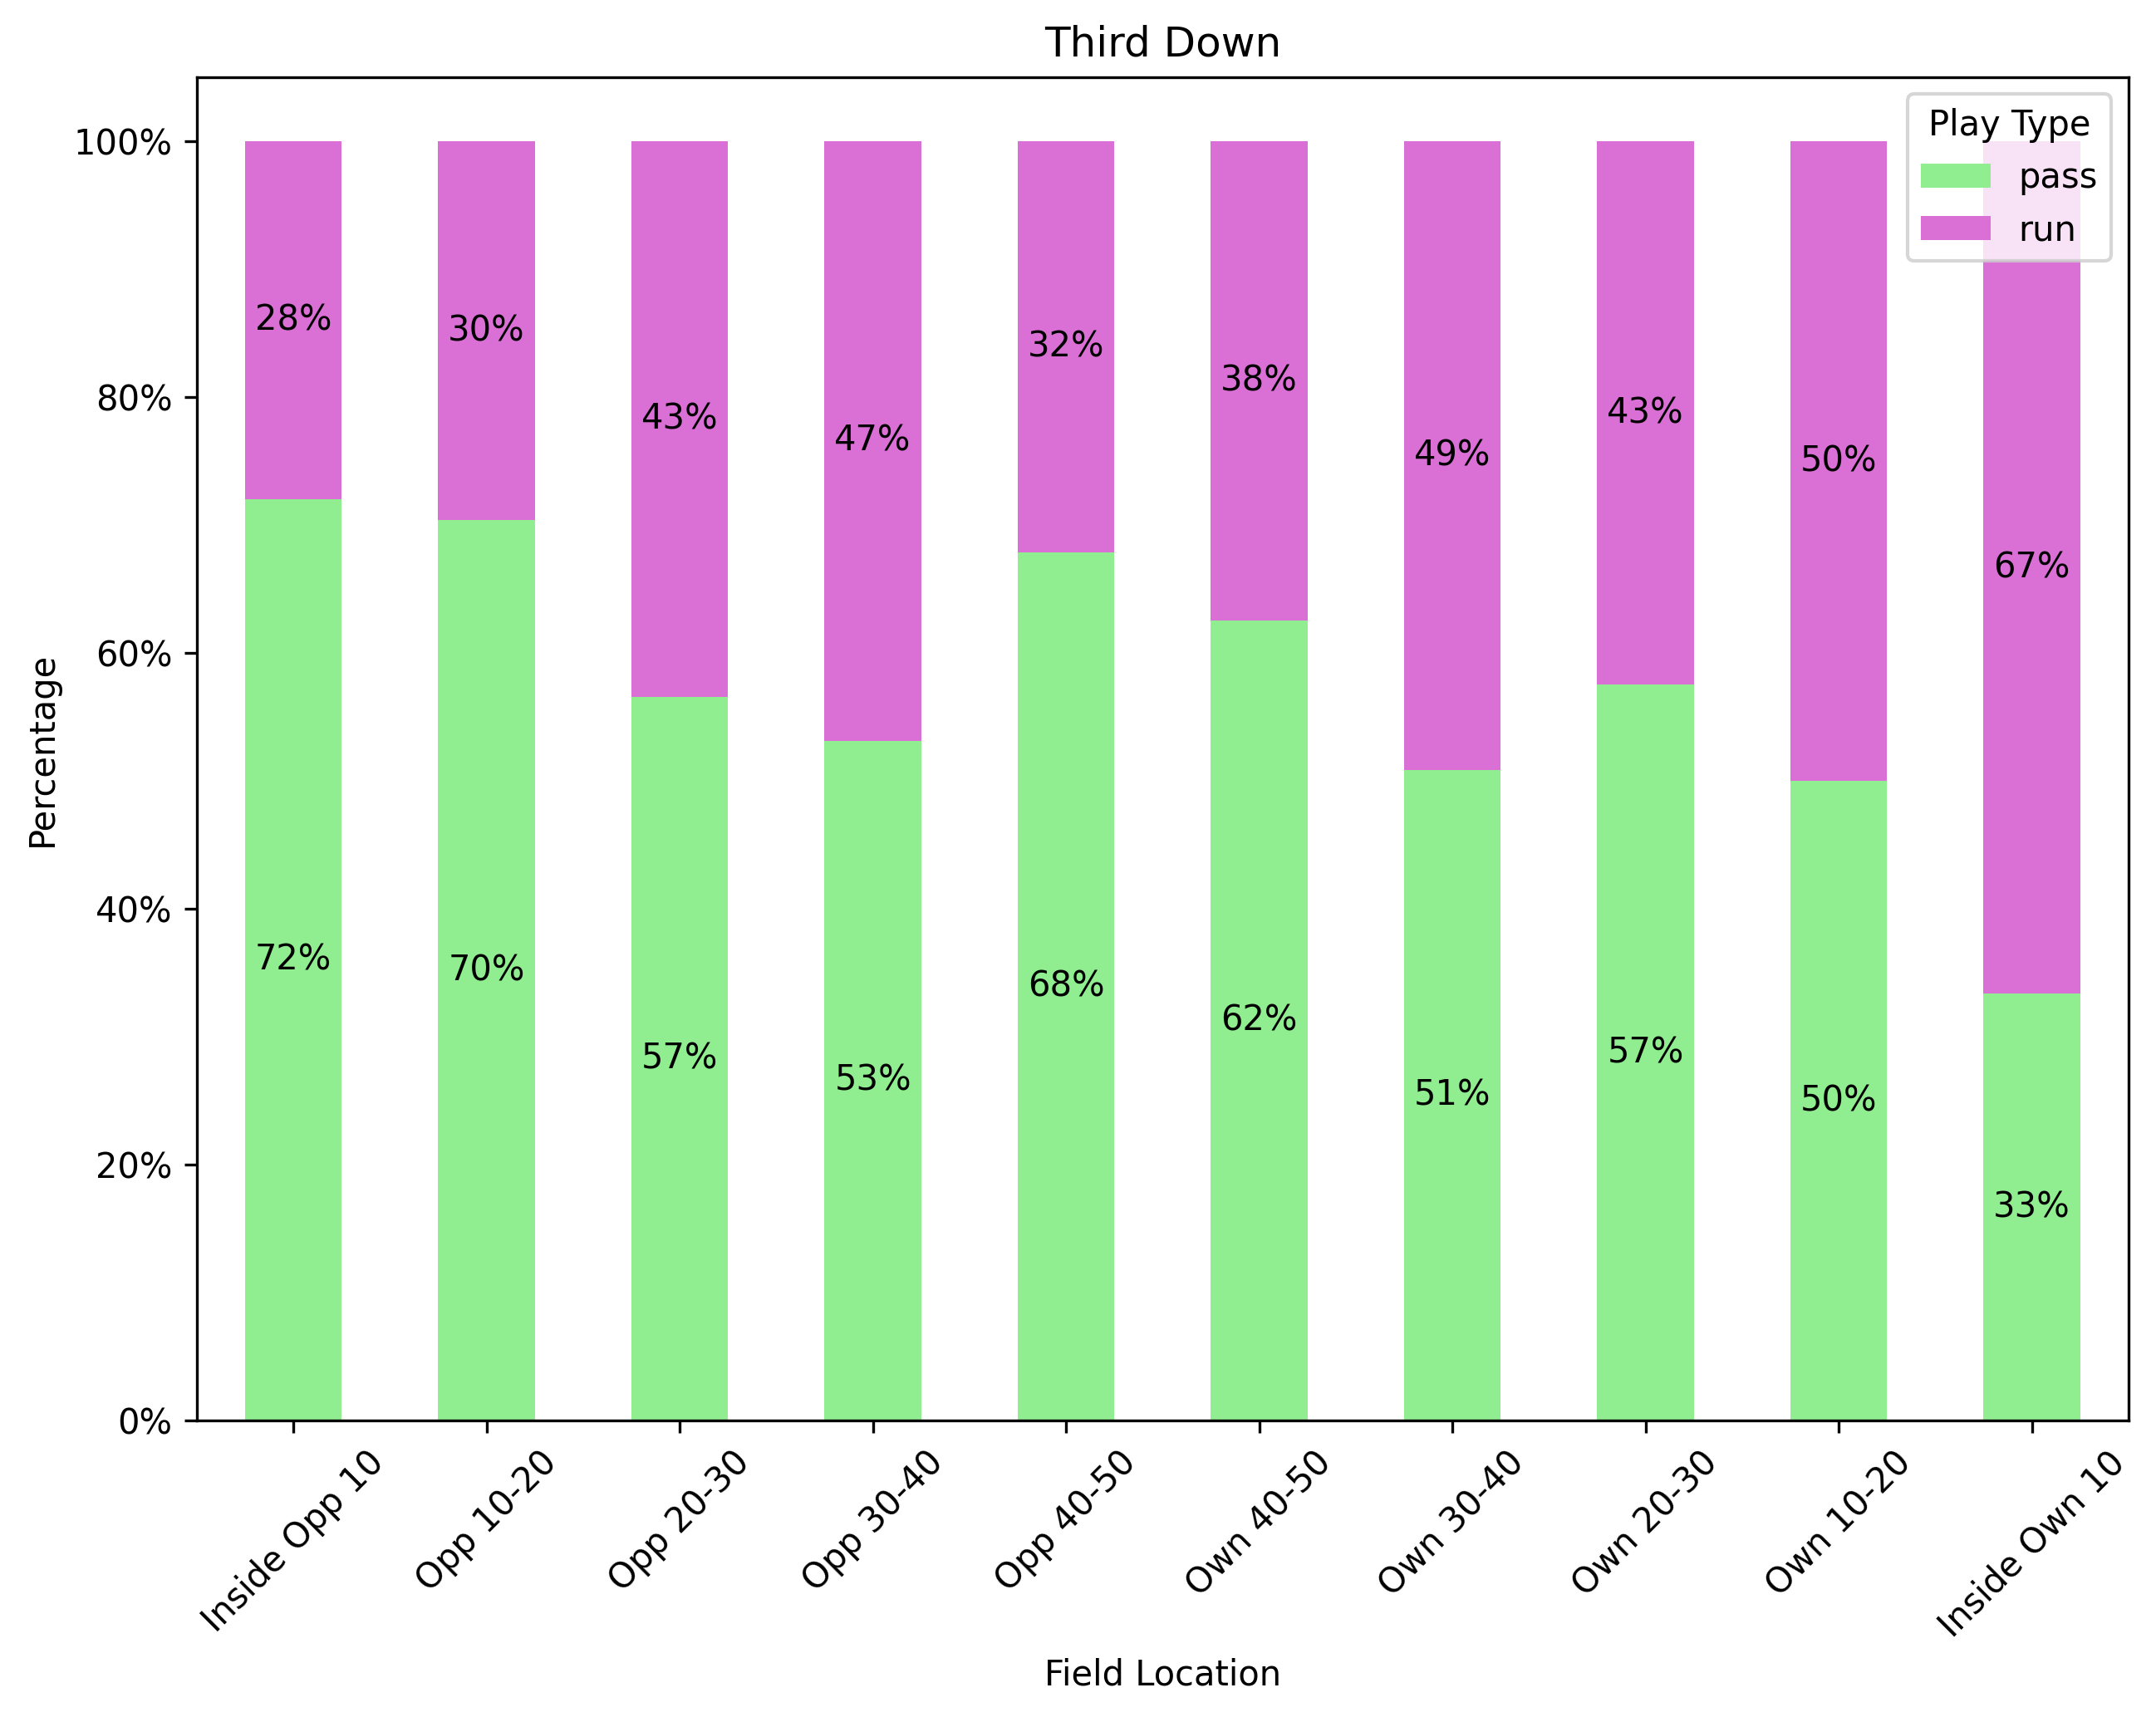 Third Down
Play Type
pass
run
100%
80%
60%
40%
20%
0%
Percentage
28% 30% 43% 47% 32% 38% 49% 43% 50% 67%
72% 70% 57% 53% 68% 62% 51% 57% 50% 33%
Inside Opp 10
Opp 10-20
Opp 20-30
Opp 30-40
Opp 40-50
Own 40-50
Own 30-40
Own 20-30
Own 10-20
Inside Own 10
Field Location